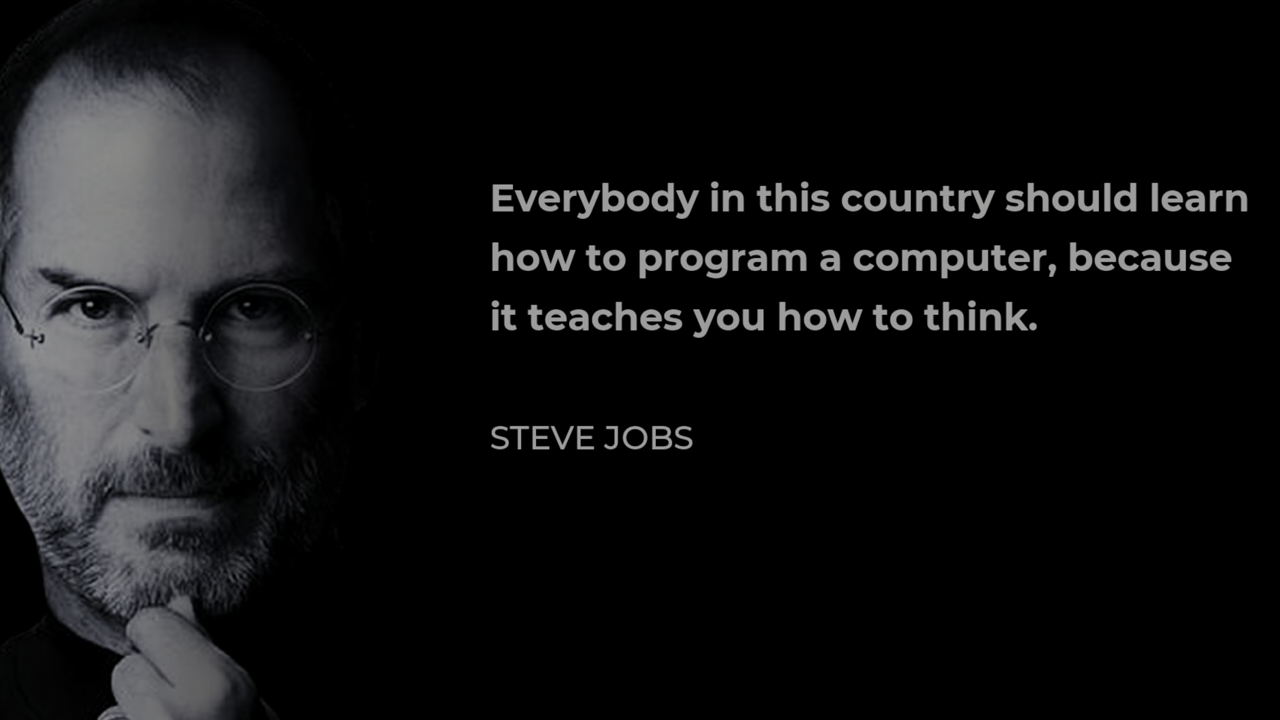 Everybody in this country should learn
how to program a computer, because
it teaches you how to think.
STEVE JOBS